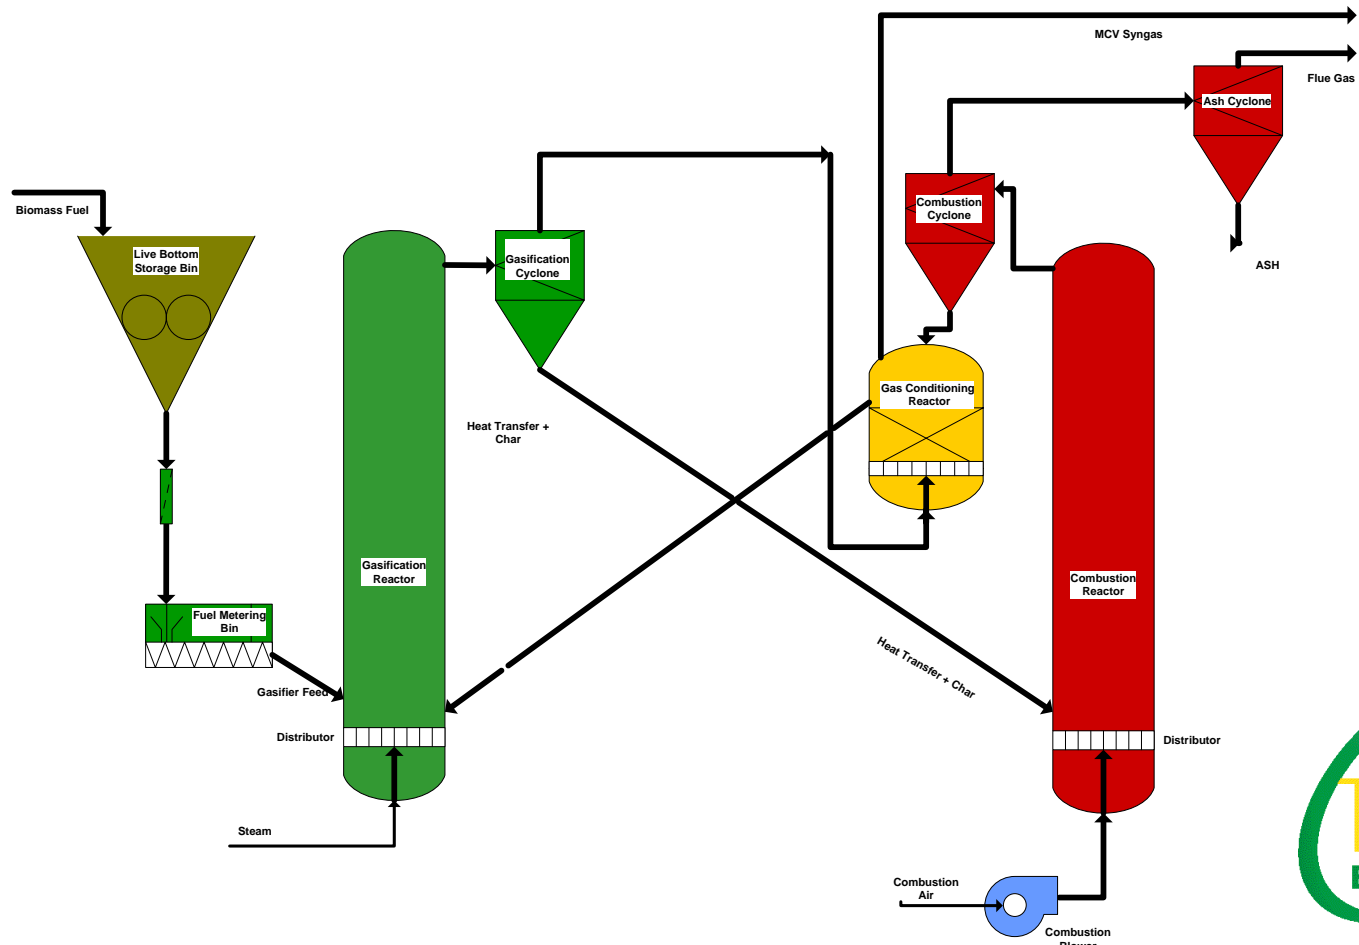 MCV Syngas
Flue Gas
Ash Cyclone
Biomass Fuel
Combustion
Cyclone
Live Bottom
Storage Bin
Gasification
Cyclone
ASH
Gas Conditioning
Reactor
Heat Transfer +
Char
Gasification
Reactor
Combustion
Reactor
Fuel Metering
Bin
Heat Transfer + Char
Gasifier Feed
Distributor
Distributor
Steam
Combustion
Air
Combustion
Blower